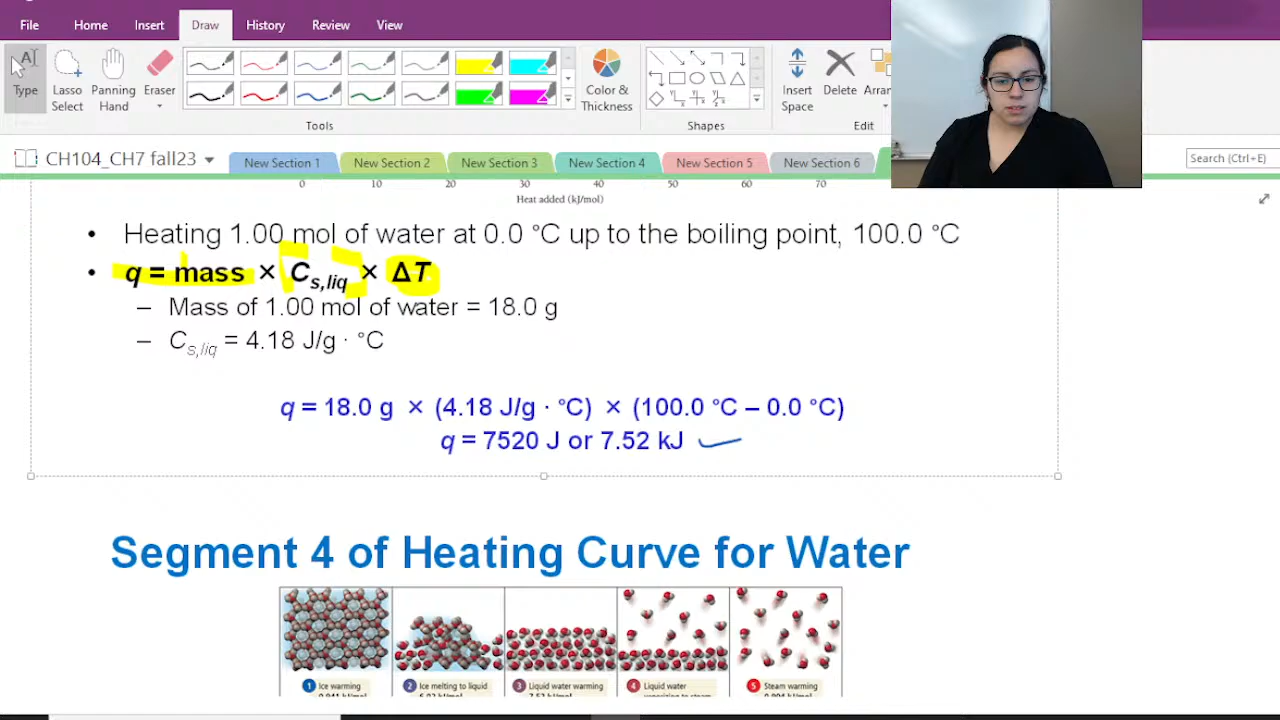 File Home Insert Draw History Review View
Type
Lasso Select
Panning Hand
Eraser
Color & Thickness
Insert Space
Delete
Tools
Shapes
Edit
CH104_CH7 fall23
New Section 1 New Section 2 New Section 3 New Section 4 New Section 5 New Section 6
Search (Ctrl+E)
0 10 20 30 40 50 60 70
Heat added (kJ/mol)
• Heating 1.00 mol of water at 0.0 °C up to the boiling point, 100.0 °C
• q = mass × Cs,liq × ΔT
– Mass of 1.00 mol of water = 18.0 g
– Cs,liq = 4.18 J/g · °C
q = 18.0 g × (4.18 J/g · °C) × (100.0 °C – 0.0 °C)
q = 7520 J or 7.52 kJ
Segment 4 of Heating Curve for Water
1 Ice warming
2 Ice melting to liquid
3 Liquid water warming
4 Liquid water
5 Steam warming